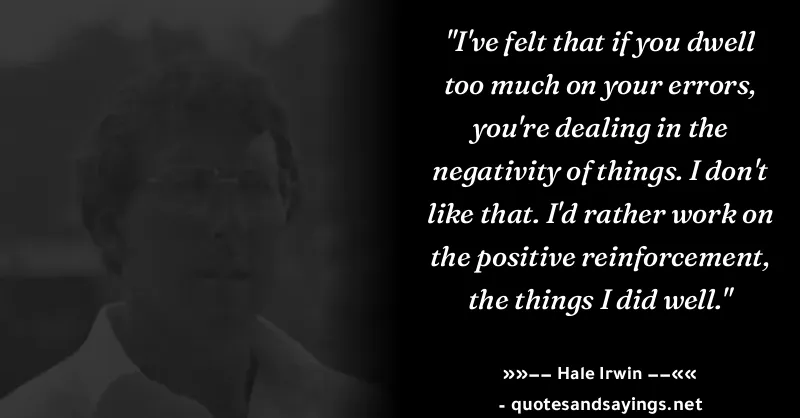 "I've felt that if you dwell
too much on your errors,
you're dealing in the
negativity of things. I don't
like that. I'd rather work on
the positive reinforcement,
the things I did well."
»»–– Hale Irwin ––««
- quotesandsayings.net